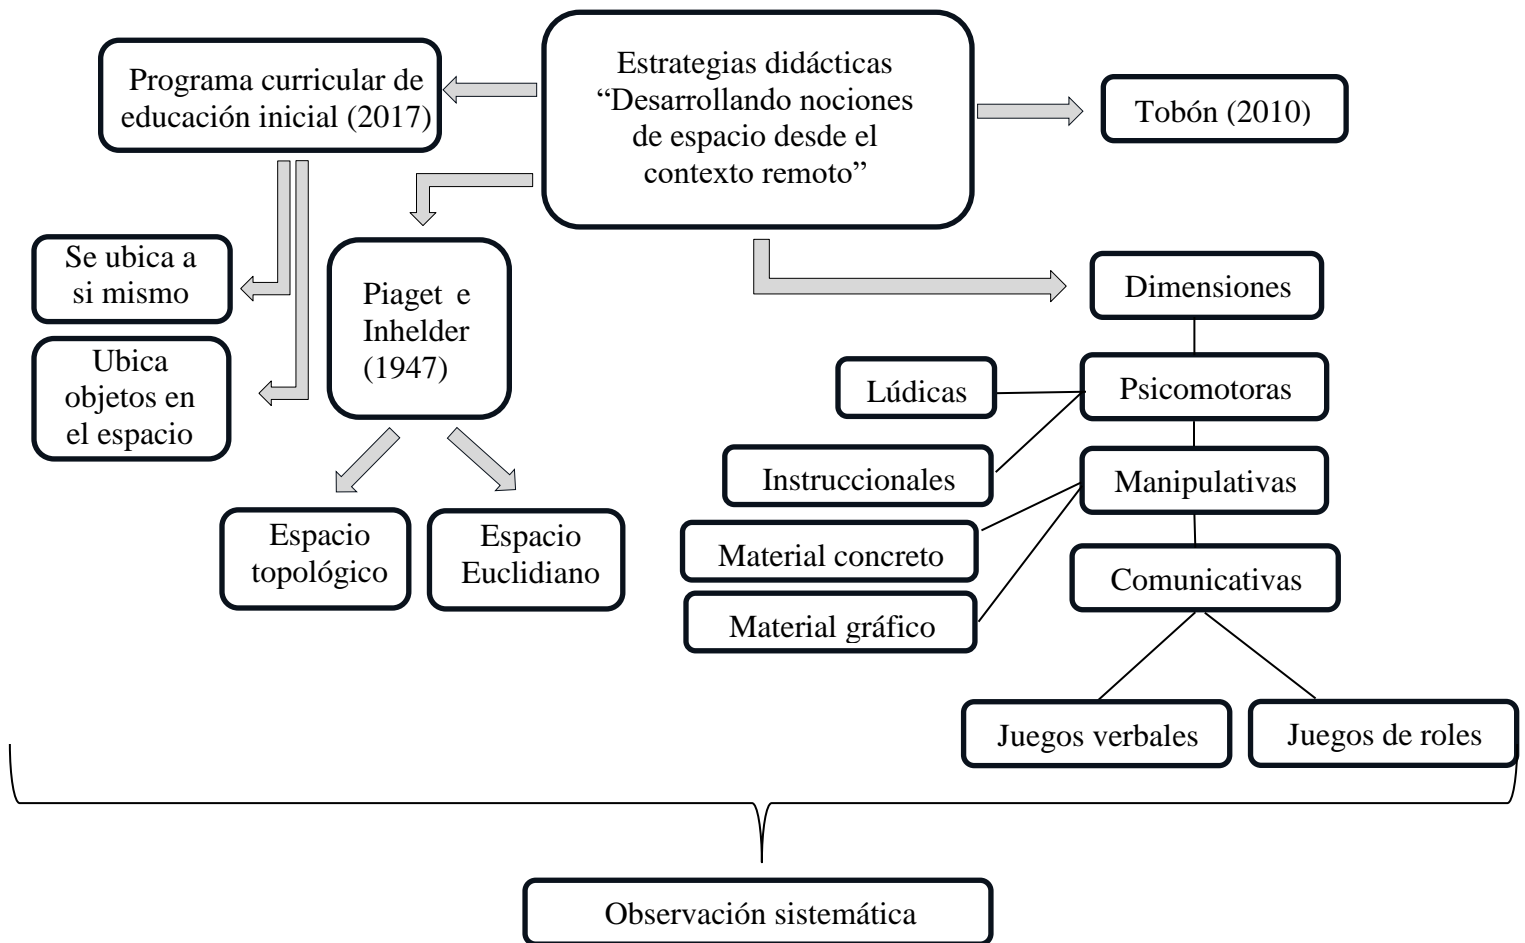 Programa curricular de
educación inicial (2017)
Estrategias didácticas
“Desarrollando nociones
de espacio desde el
contexto remoto”
Tobón (2010)
Se ubica a
si mismo
Ubica
objetos en
el espacio
Piaget e
Inhelder
(1947)
Espacio
topológico
Espacio
Euclidiano
Dimensiones
Psicomotoras
Lúdicas
Instruccionales
Manipulativas
Material concreto
Material gráfico
Comunicativas
Juegos verbales
Juegos de roles
Observación sistemática